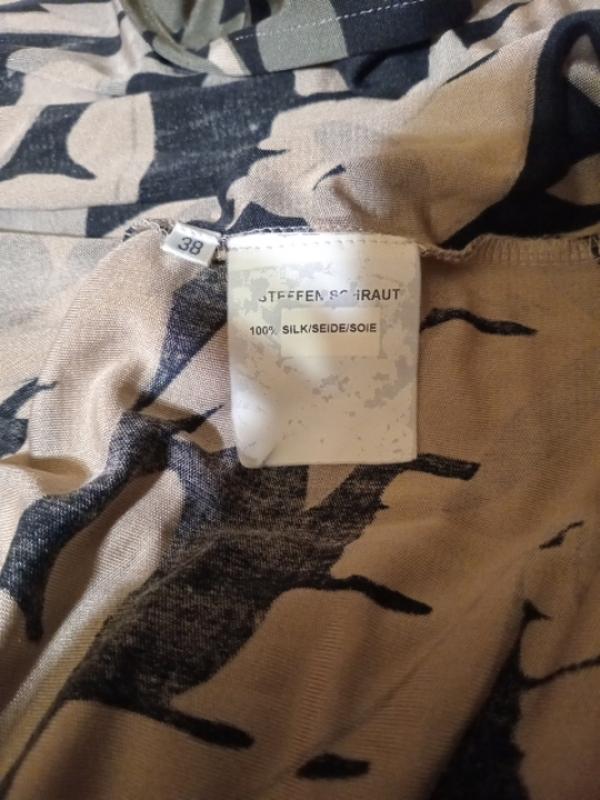 38
STEFFEN SCHRAUT
100% SILK/SEIDE/SOIE